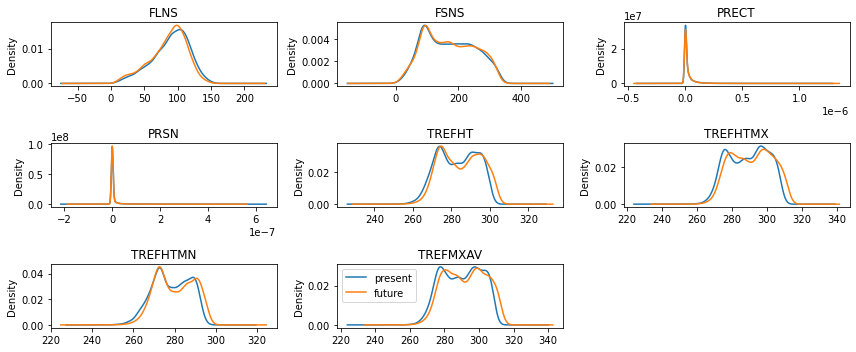 FLNS
Density
0.01
0.00
−50 0 50 100 150 200
FSNS
Density
0.004
0.002
0.000
0 200 400
PRECT
1e7
Density
2
0
−0.5 0.0 0.5 1.0
1e−6
PRSN
1e8
Density
1.0
0.5
0.0
−2 0 2 4 6
1e−7
TREFHT
Density
0.02
0.00
240 260 280 300 320
TREFHTMX
Density
0.02
0.00
220 240 260 280 300 320 340
TREFHTMN
Density
0.04
0.02
0.00
220 240 260 280 300 320
TREFMXAV
Density
0.02
0.00
220 240 260 280 300 320 340
present
future